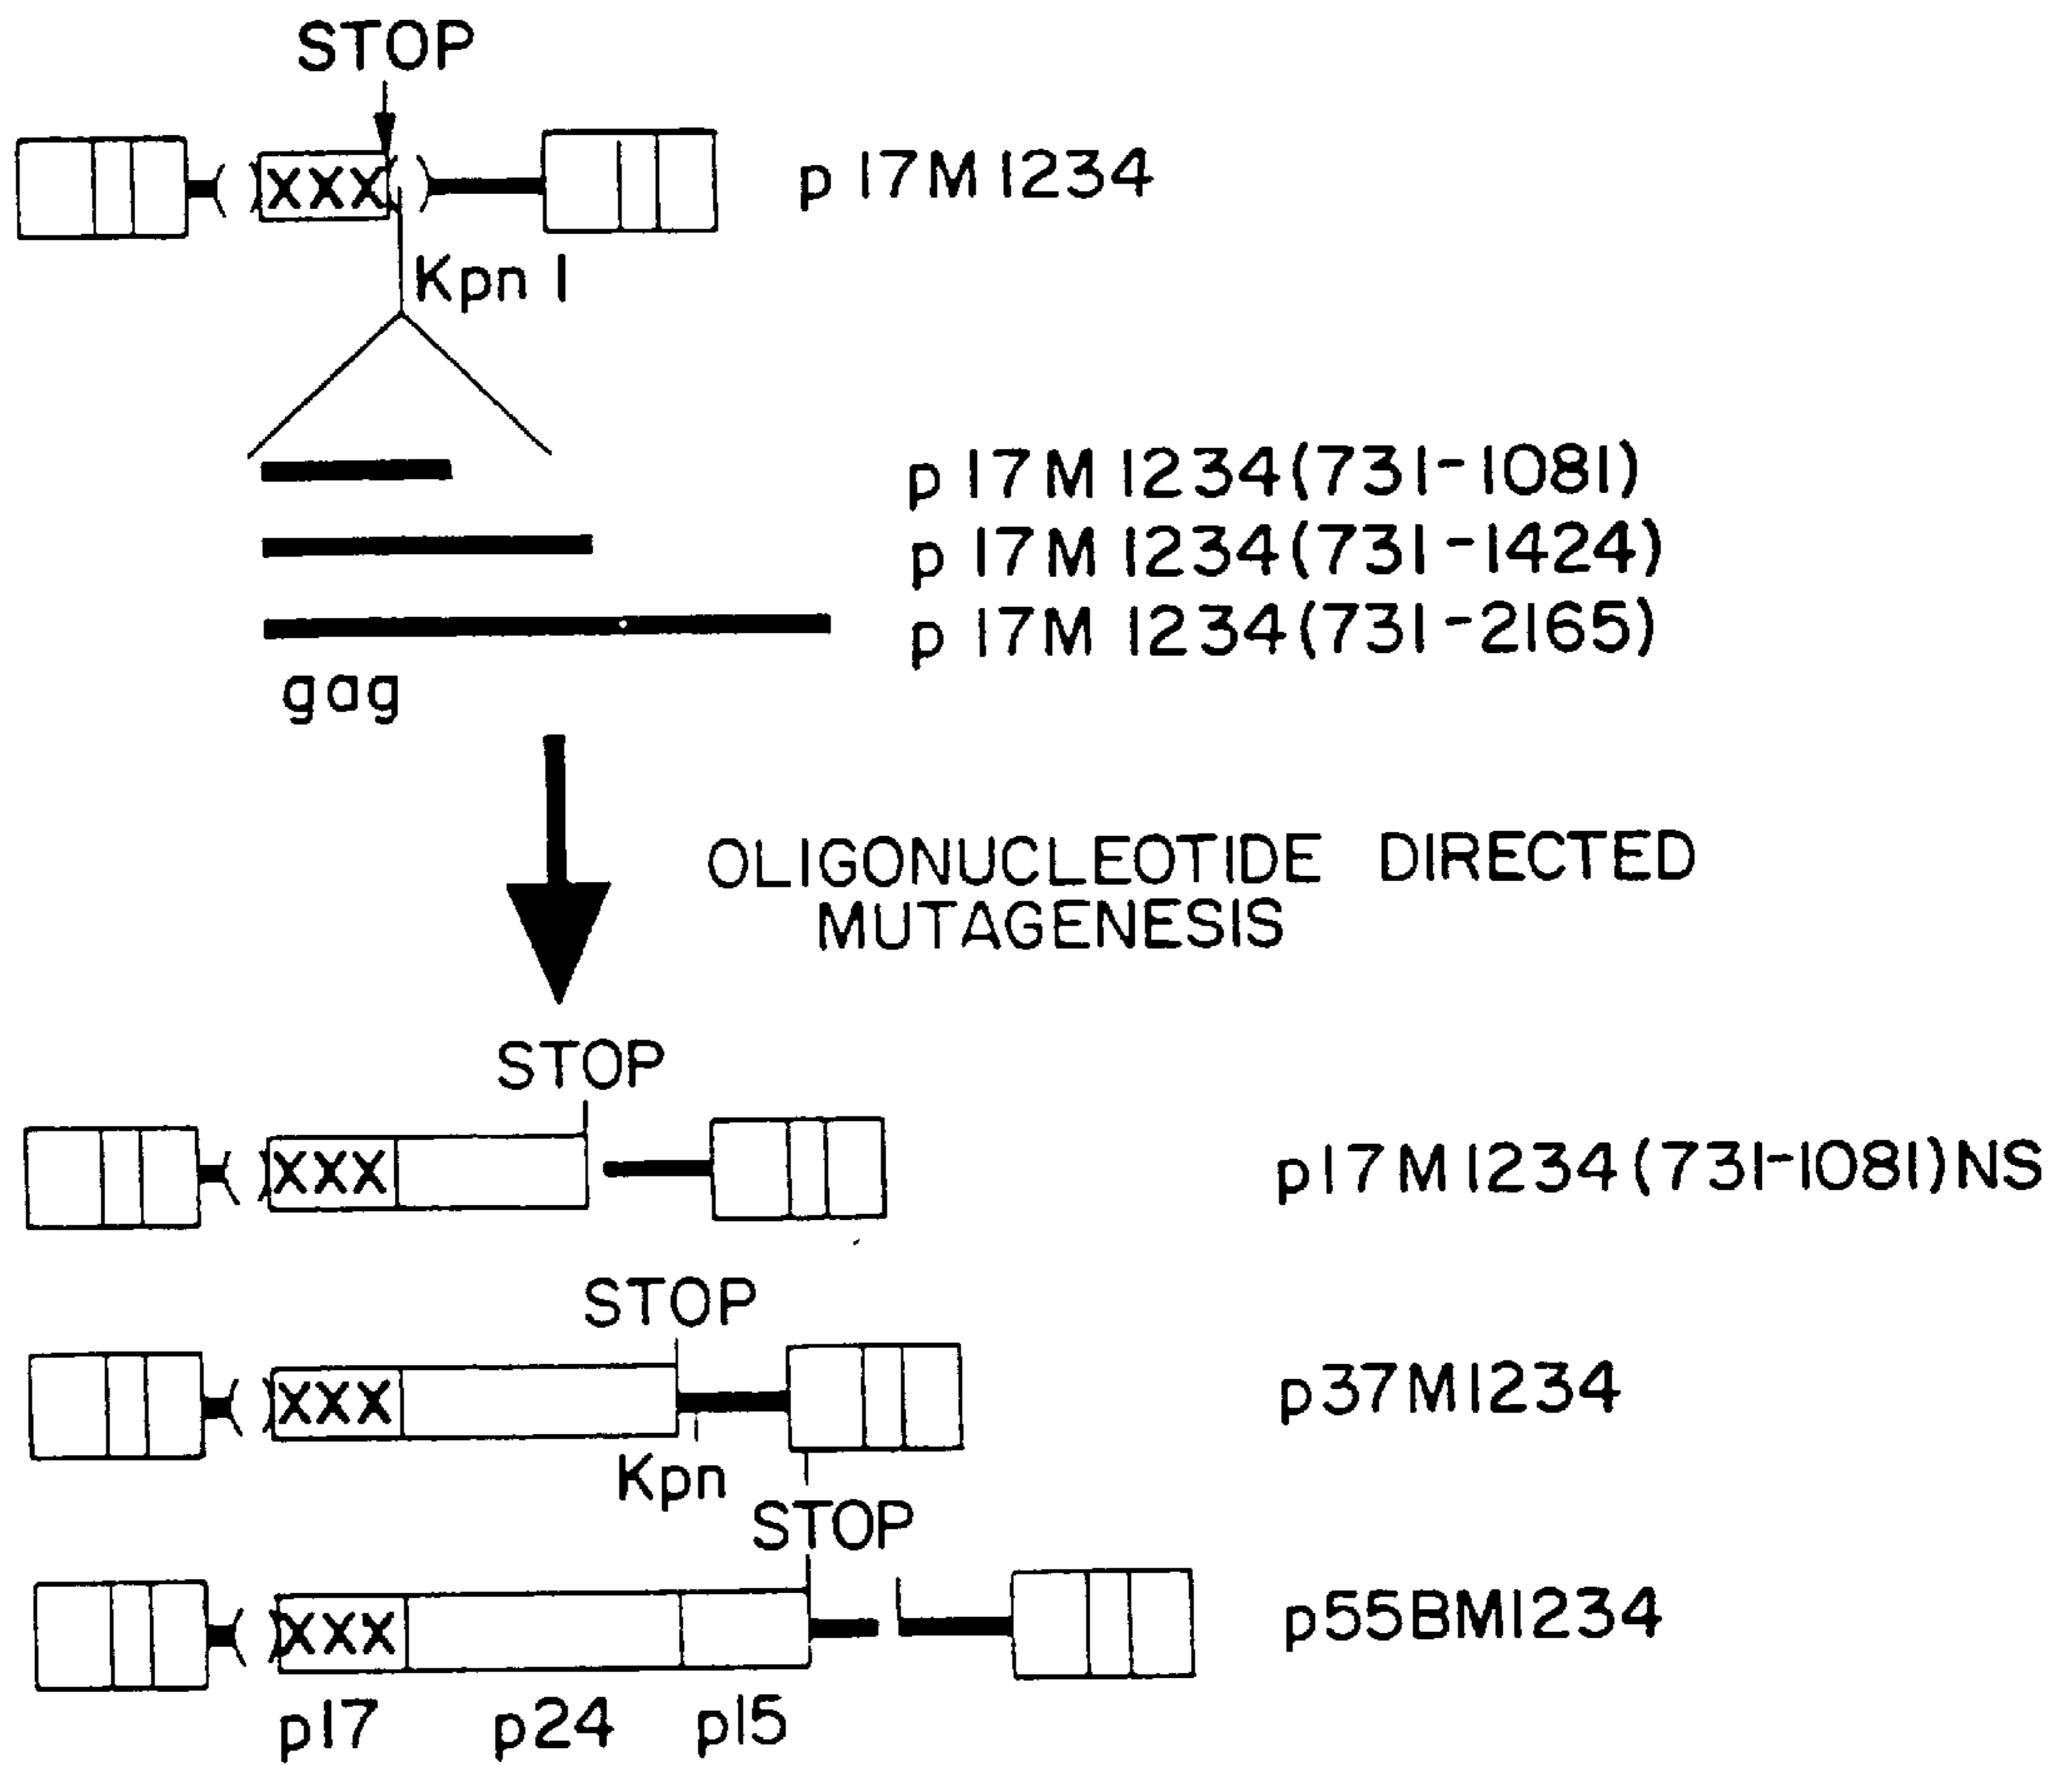 STOP
XXX
p17M1234
Kpn I
p17M1234(731-1081)
p17M1234(731-1424)
p17M1234(731-2165)
gag
OLIGONUCLEOTIDE DIRECTED
MUTAGENESIS
STOP
XXX
p17M1234(731-1081)NS
STOP
XXX
p37M1234
Kpn
STOP
XXX
p55BM1234
p17 p24 p15